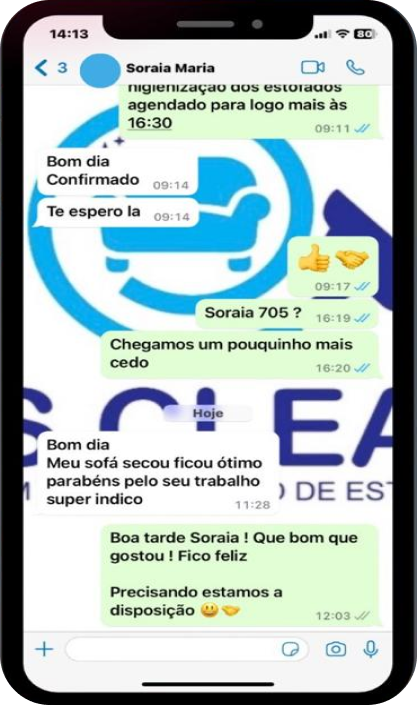 14:13
80
3
Soraia Maria
higienização dos estofados
agendado para logo mais às
16:30
09:11
Bom dia
Confirmado 09:14
Te espero la 09:14
👍🤝
09:17
Soraia 705 ? 16:19
Chegamos um pouquinho mais
cedo
16:20
Hoje
Bom dia
Meu sofá secou ficou ótimo
parabéns pelo seu trabalho
super indico
11:28
Boa tarde Soraia ! Que bom que
gostou ! Fico feliz
Precisando estamos a
disposição 😃🤝
12:03
S CLEA
O DE EST